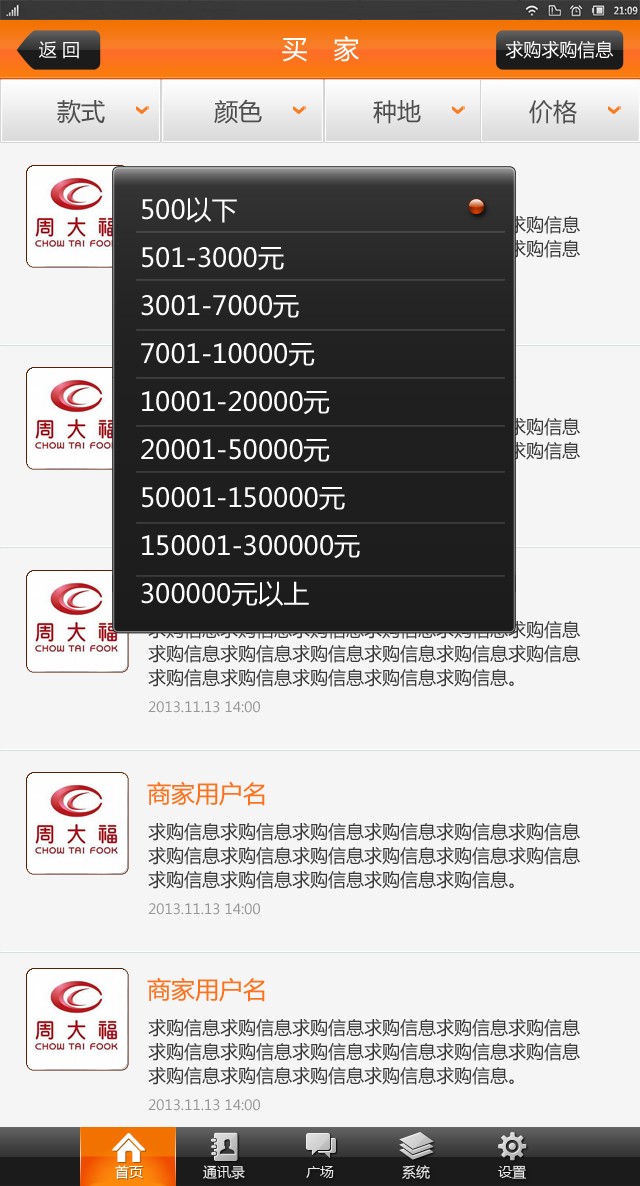 21:09
返回
买 家
求购求购信息
款式
颜色
种地
价格
周大福
CHOW TAI FOOK
求购信息
求购信息
周大福
CHOW TAI FOOK
求购信息
求购信息
500以下
501-3000元
3001-7000元
7001-10000元
10001-20000元
20001-50000元
50001-150000元
150001-300000元
300000元以上
周大福
CHOW TAI FOOK
求购信息求购信息求购信息求购信息求购信息求购信息
求购信息求购信息求购信息求购信息求购信息求购信息
求购信息求购信息求购信息求购信息求购信息。
2013.11.13 14:00
周大福
CHOW TAI FOOK
商家用户名
求购信息求购信息求购信息求购信息求购信息求购信息
求购信息求购信息求购信息求购信息求购信息求购信息
求购信息求购信息求购信息求购信息求购信息。
2013.11.13 14:00
周大福
CHOW TAI FOOK
商家用户名
求购信息求购信息求购信息求购信息求购信息求购信息
求购信息求购信息求购信息求购信息求购信息求购信息
求购信息求购信息求购信息求购信息求购信息。
2013.11.13 14:00
首页
通讯录
广场
系统
设置